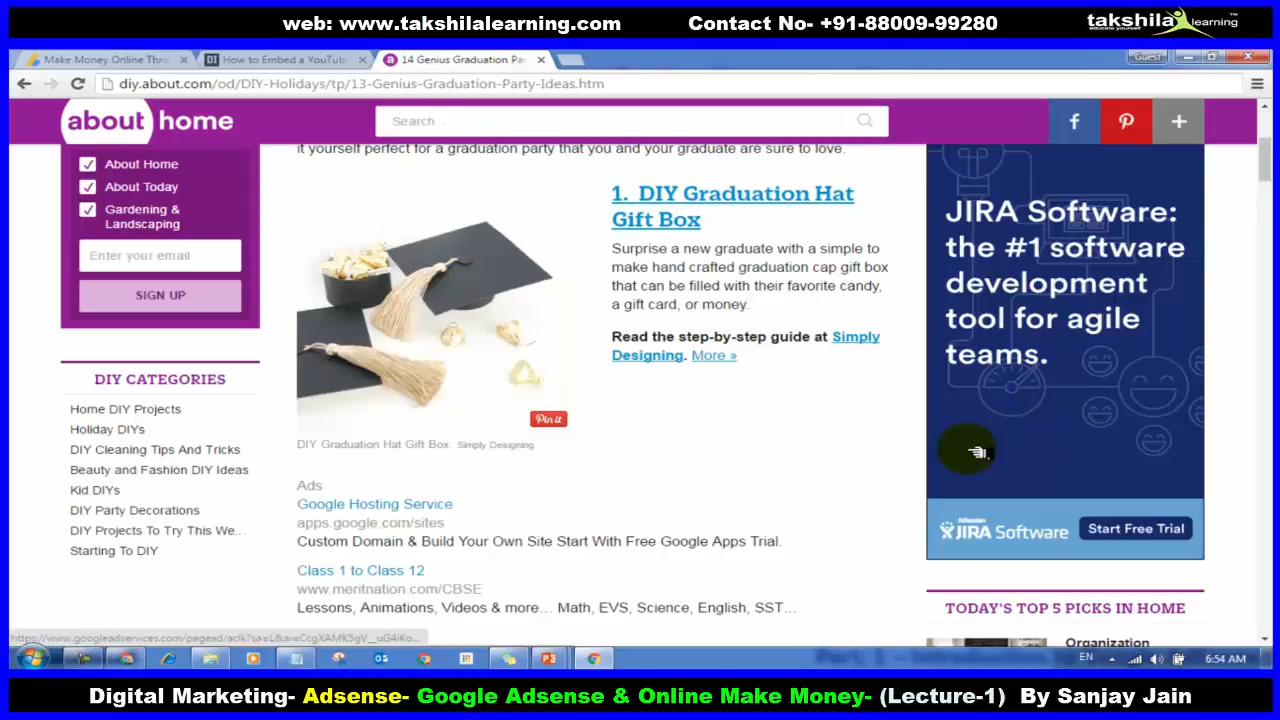 web: www.takshilalearning.com Contact No- +91-88009-99280
takshila learning
educate yourself
Make Money Online Thro
How to Embed a YouTub
14 Genius Graduation Par
Guest
diy.about.com/od/DIY-Holidays/tp/13-Genius-Graduation-Party-Ideas.htm
about home
Search
it yourself perfect for a graduation party that you and your graduate are sure to love.
About Home
About Today
Gardening &
Landscaping
Enter your email
SIGN UP
DIY CATEGORIES
Home DIY Projects
Holiday DIYs
DIY Cleaning Tips And Tricks
Beauty and Fashion DIY Ideas
Kid DIYs
DIY Party Decorations
DIY Projects To Try This We...
Starting To DIY
Pin it
DIY Graduation Hat Gift Box. Simply Designing
1. DIY Graduation Hat
Gift Box
Surprise a new graduate with a simple to
make hand crafted graduation cap gift box
that can be filled with their favorite candy,
a gift card, or money.
Read the step-by-step guide at Simply
Designing. More »
Ads
Google Hosting Service
apps.google.com/sites
Custom Domain & Build Your Own Site Start With Free Google Apps Trial.
Class 1 to Class 12
www.meritnation.com/CBSE
Lessons, Animations, Videos & more... Math, EVS, Science, English, SST...
JIRA Software:
the #1 software
development
tool for agile
teams.
Atlassian
JIRA Software
Start Free Trial
TODAY'S TOP 5 PICKS IN HOME
Organization
EN
6:54 AM
Digital Marketing- Adsense- Google Adsense & Online Make Money- (Lecture-1) By Sanjay Jain